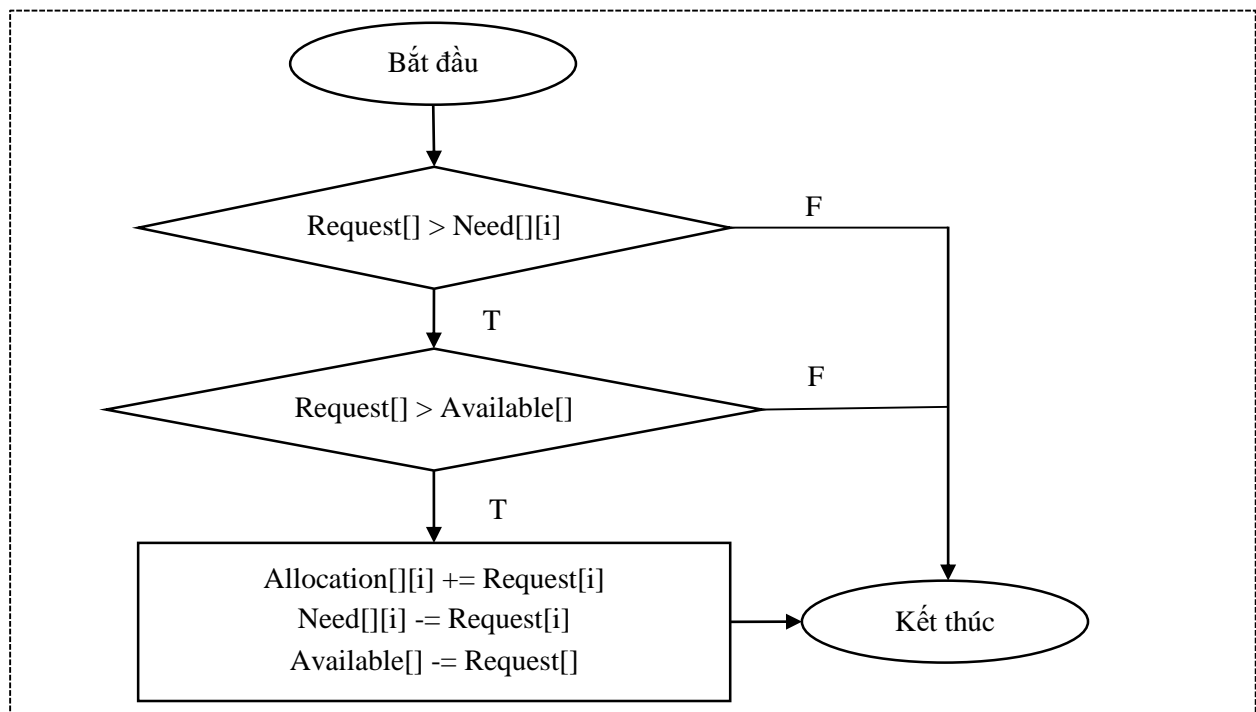 Bắt đầu
Request[] > Need[][i]
F
T
Request[] > Available[]
F
T
Allocation[][i] += Request[i]
Need[][i] -= Request[i]
Available[] -= Request[]
Kết thúc